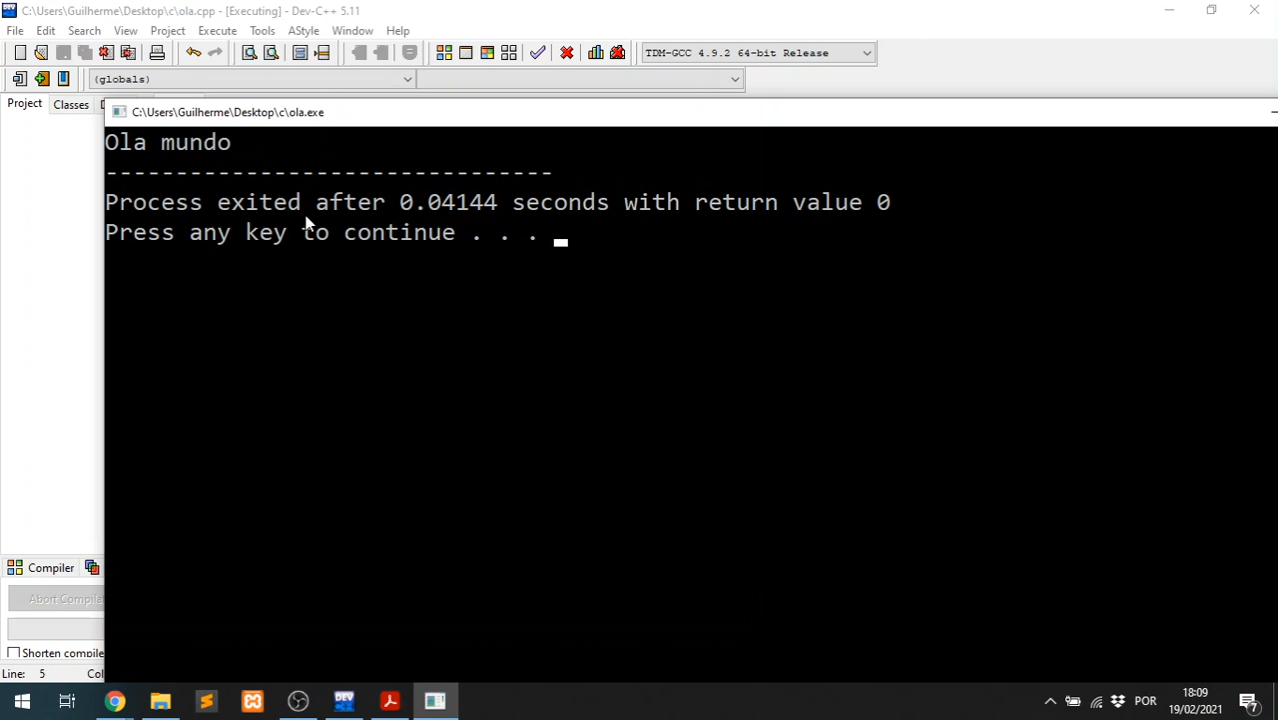 C:\Users\Guilherme\Desktop\c\ola.cpp - [Executing] - Dev-C++ 5.11
File Edit Search View Project Execute Tools AStyle Window Help
TDM-GCC 4.9.2 64-bit Release
(globals)
Project Classes D
C:\Users\Guilherme\Desktop\c\ola.exe
Ola mundo
--------------------------------
Process exited after 0.04144 seconds with return value 0
Press any key to continue . . .
Compiler
Abort Compile
Shorten compile
Line: 5 Col
DEV
POR
18:09
19/02/2021
7